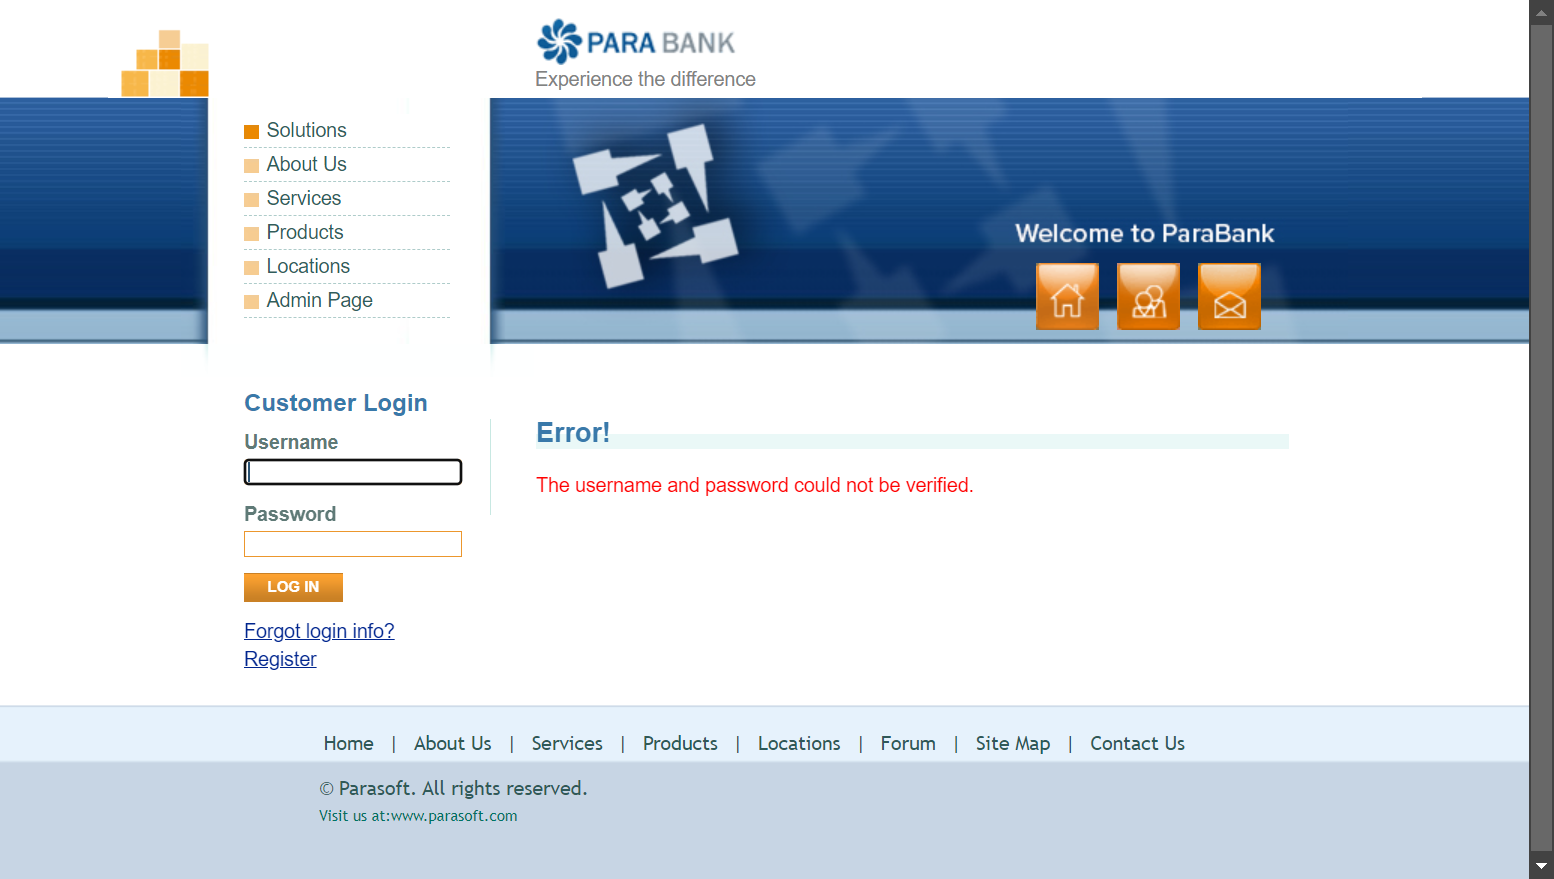 PARA BANK
Experience the difference
Solutions
About Us
Services
Products
Locations
Admin Page
Welcome to ParaBank
Customer Login
Username
Password
LOG IN
Forgot login info?
Register
Error!
The username and password could not be verified.
Home | About Us | Services | Products | Locations | Forum | Site Map | Contact Us
© Parasoft. All rights reserved.
Visit us at:www.parasoft.com